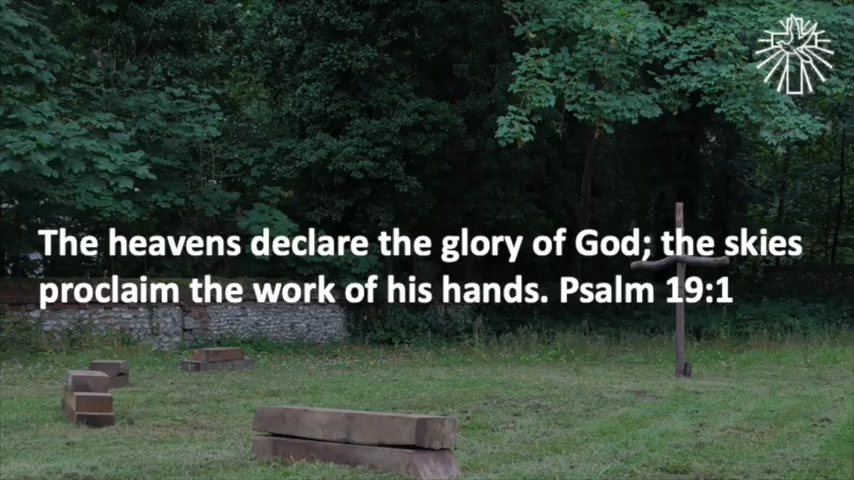 The heavens declare the glory of God; the skies
proclaim the work of his hands. Psalm 19:1